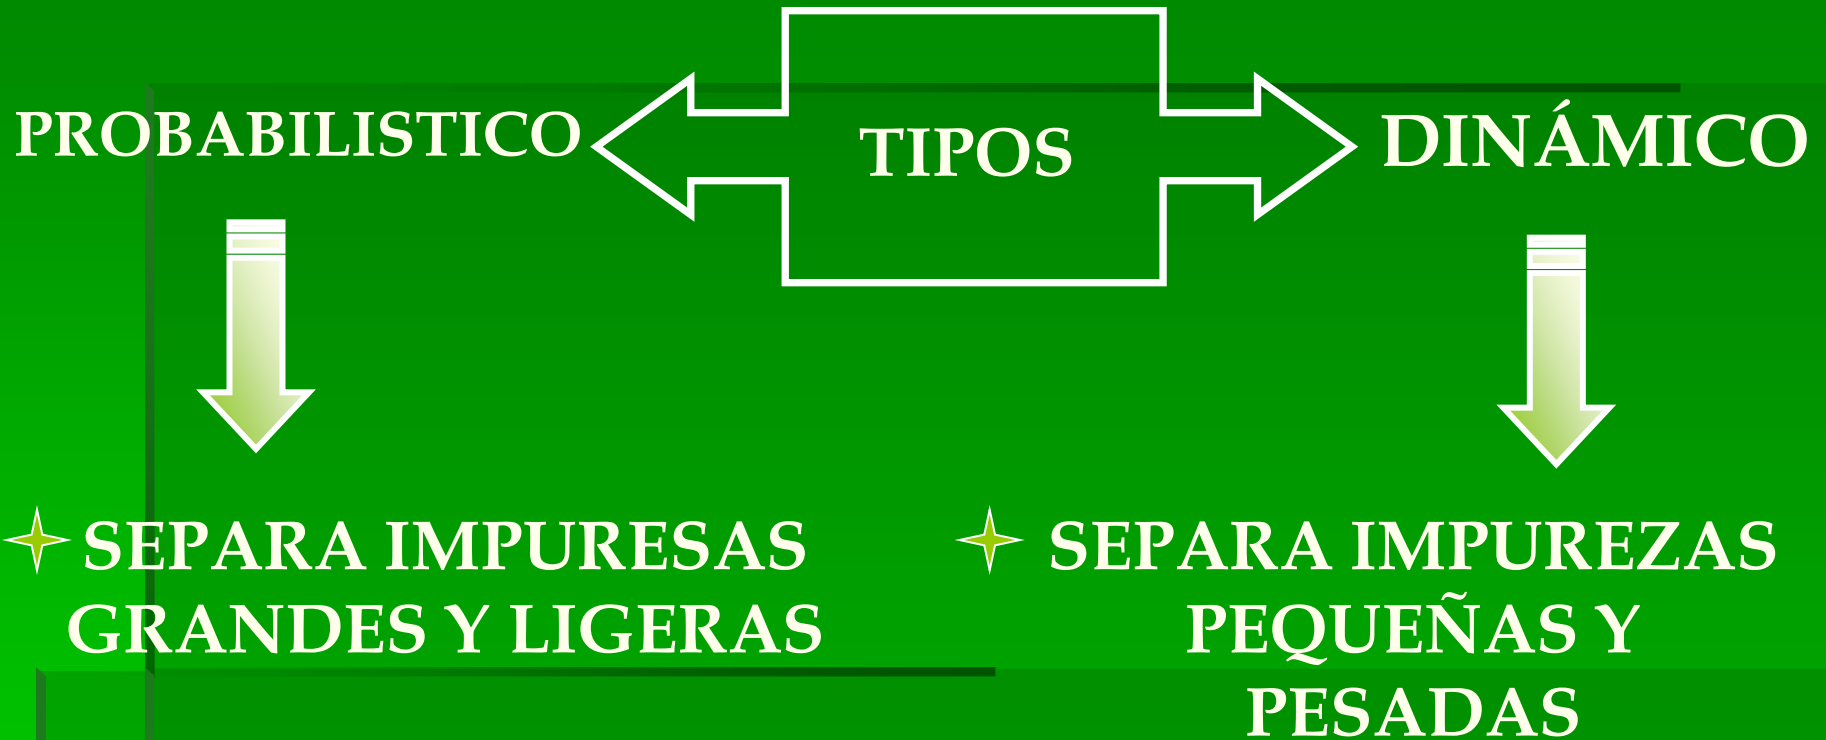 PROBABILISTICO
TIPOS
DINÁMICO
SEPARA IMPURESAS
GRANDES Y LIGERAS
SEPARA IMPUREZAS
PEQUEÑAS Y
PESADAS